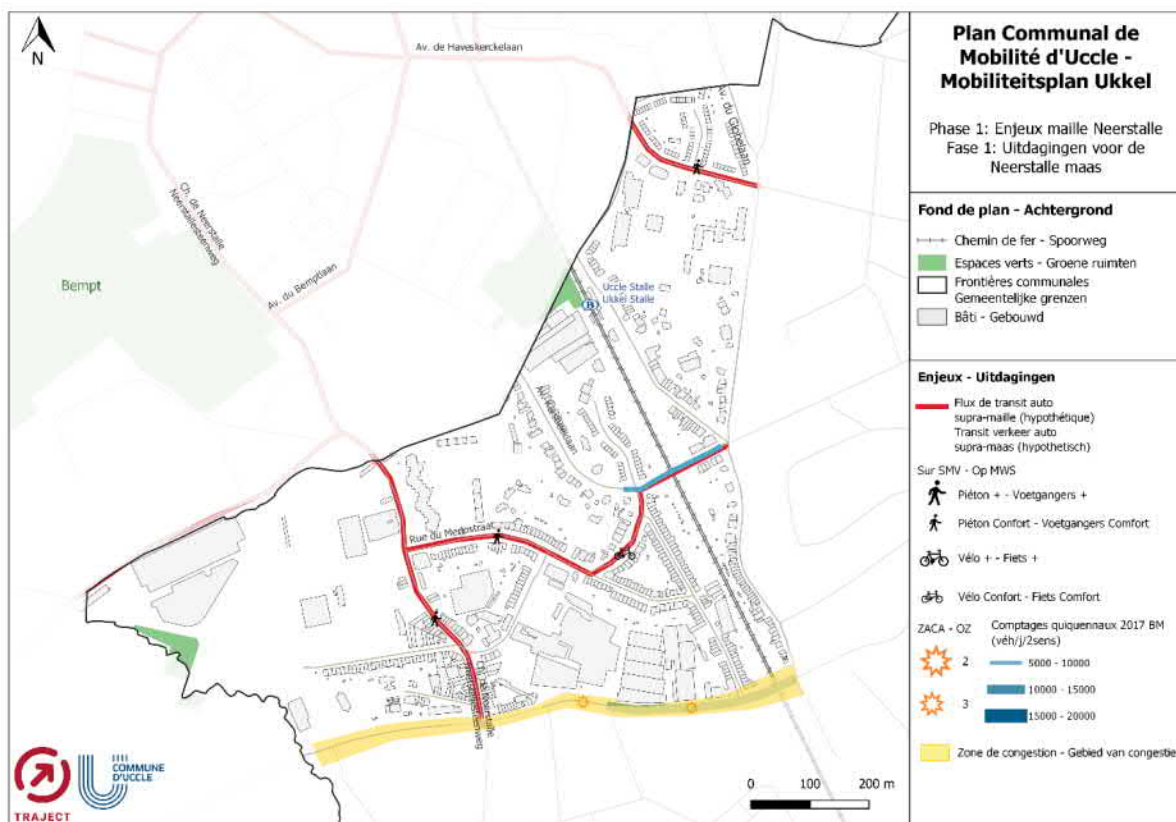 Plan Communal de
Mobilité d'Uccle -
Mobiliteitsplan Ukkel
Phase 1: Enjeux maille Neerstalle
Fase 1: Uitdagingen voor de
Neerstalle maas
Fond de plan - Achtergrond
Chemin de fer - Spoorweg
Espaces verts - Groene ruimten
Frontières communales
Gemeentelijke grenzen
Bâti - Gebouwd
Enjeux - Uitdagingen
Flux de transit auto
supra-maille (hypothétique)
Transit verkeer auto
supra-maas (hypothetisch)
Sur SMV - Op MWS
Piéton + - Voetgangers +
Piéton Confort - Voetgangers Comfort
Vélo + - Fiets +
Vélo Confort - Fiets Comfort
ZACA - OZ
Comptages quiquennaux 2017 BM
(véh/j/2sens)
2
5000 - 10000
3
10000 - 15000
15000 - 20000
Zone de congestion - Gebied van congestie
N
Av. de Haveskerckelaan
Av. du Globelaan
Ch. de Neerstalle
Neerstallesteenweg
Bempt
Av. du Bemptlaan
Uccle Stalle
Ukkel Stalle
B
Rue du Merlostraat
0 100 200 m
TRAJECT
COMMUNE
D'UCCLE